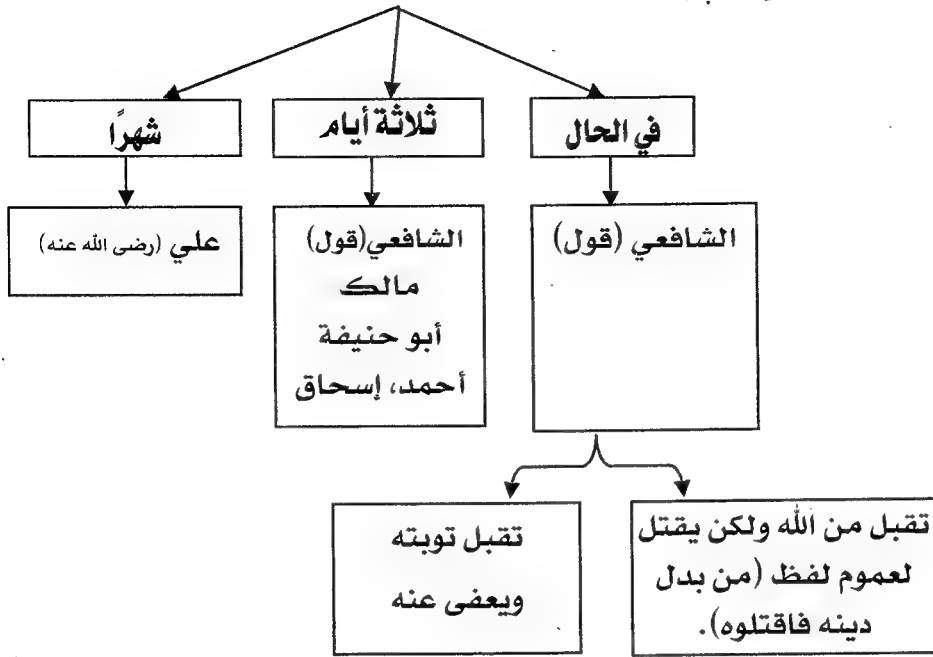 في الحال
ثلاثة أيام
شهرًا
الشافعي (قول)
الشافعي(قول)
مالك
أبو حنيفة
أحمد، إسحاق
علي (رضى الله عنه)
تقبل من الله ولكن يقتل
لعموم لفظ (من بدل
دينه فاقتلوه).
تقبل توبته
ويعفى عنه